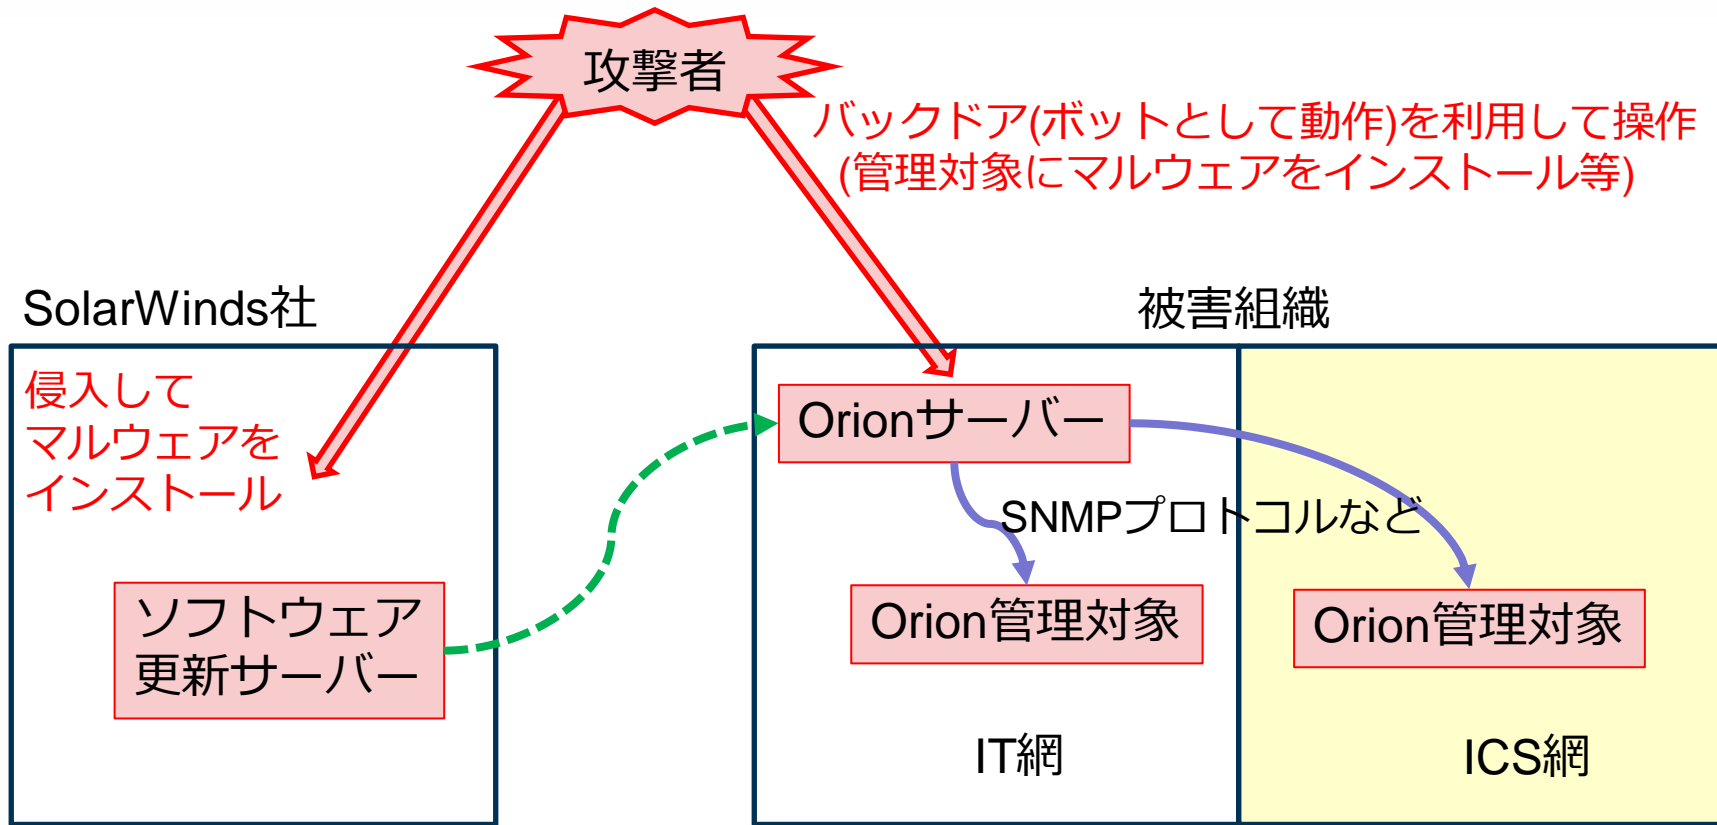 攻撃者
バックドア(ボットとして動作)を利用して操作
(管理対象にマルウェアをインストール等)
SolarWinds社
被害組織
侵入して
マルウェアを
インストール
Orionサーバー
SNMPプロトコルなど
ソフトウェア
更新サーバー
Orion管理対象
Orion管理対象
IT網
ICS網